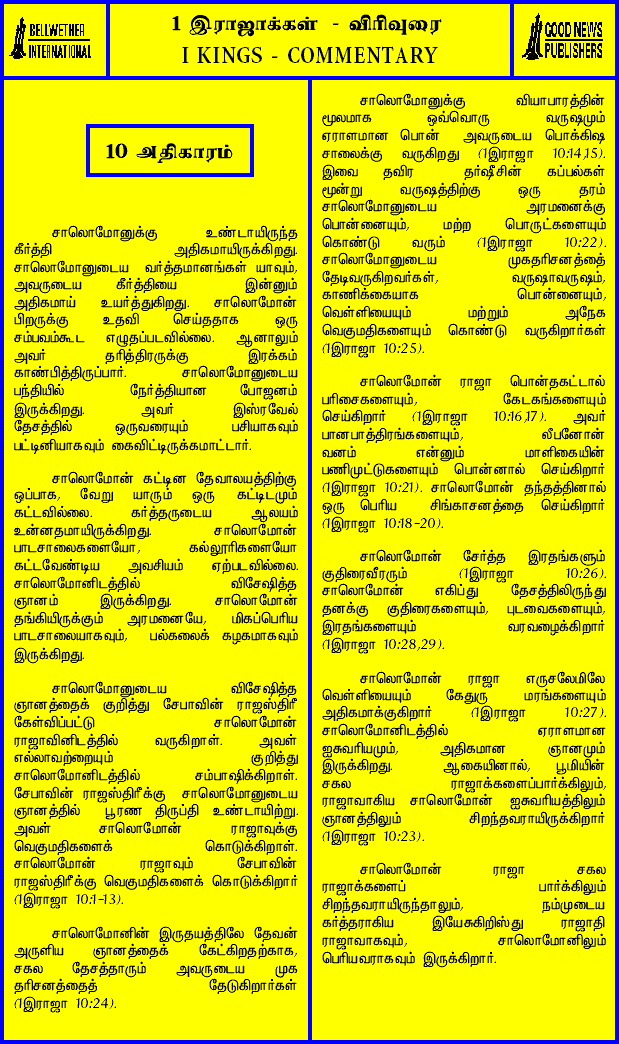 BELLWETHER
INTERNATIONAL
1 இராஜாக்கள் - விரிவுரை
I KINGS - COMMENTARY
GOOD NEWS
PUBLISHERS
10 அதிகாரம்
சாலொமோனுக்கு உண்டாயிருந்த
கீர்த்தி அதிகமாயிருக்கிறது.
சாலொமோனுடைய வர்த்தமானங்கள் யாவும்,
அவருடைய கீர்த்தியை இன்னும்
அதிகமாய் உயர்த்துகிறது. சாலொமோன்
பிறருக்கு உதவி செய்ததாக ஒரு
சம்பவம்கூட எழுதப்படவில்லை. ஆனாலும்
அவர் தரித்திரருக்கு இரக்கம்
காண்பித்திருப்பார். சாலொமோனுடைய
பந்தியில் நேர்த்தியான போஜனம்
இருக்கிறது. அவர் இஸ்ரவேல்
தேசத்தில் ஒருவரையும் பசியாகவும்
பட்டினியாகவும் கைவிட்டிருக்கமாட்டார்.
சாலொமோன் கட்டின தேவாலயத்திற்கு
ஒப்பாக, வேறு யாரும் ஒரு கட்டிடமும்
கட்டவில்லை. கர்த்தருடைய ஆலயம்
உன்னதமாயிருக்கிறது. சாலொமோன்
பாடசாலைகளையோ, கல்லூரிகளையோ
கட்டவேண்டிய அவசியம் ஏற்படவில்லை.
சாலொமோனிடத்தில் விசேஷித்த
ஞானம் இருக்கிறது. சாலொமோன்
தங்கியிருக்கும் அரமனையே, மிகப்பெரிய
பாடசாலையாகவும், பல்கலைக் கழகமாகவும்
இருக்கிறது.
சாலொமோனுடைய விசேஷித்த
ஞானத்தைக் குறித்து சேபாவின் ராஜஸ்திரீ
கேள்விப்பட்டு சாலொமோன்
ராஜாவினிடத்தில் வருகிறாள். அவள்
எல்லாவற்றையும் குறித்து
சாலொமோனிடத்தில் சம்பாஷிக்கிறாள்.
சேபாவின் ராஜஸ்திரீக்கு சாலொமோனுடைய
ஞானத்தில் பூரண திருப்தி உண்டாயிற்று.
அவள் சாலொமோன் ராஜாவுக்கு
வெகுமதிகளைக் கொடுக்கிறாள்.
சாலொமோன் ராஜாவும் சேபாவின்
ராஜஸ்திரீக்கு வெகுமதிகளைக் கொடுக்கிறார்
(1இராஜா 10:1-13).
சாலொமோனின் இருதயத்திலே தேவன்
அருளிய ஞானத்தைக் கேட்கிறதற்காக,
சகல தேசத்தாரும் அவருடைய முக
தரிசனத்தைத் தேடுகிறார்கள்
(1இராஜா 10:24).
சாலொமோனுக்கு வியாபாரத்தின்
மூலமாக ஒவ்வொரு வருஷமும்
ஏராளமான பொன் அவருடைய பொக்கிஷ
சாலைக்கு வருகிறது (1இராஜா 10:14,15).
இவை தவிர தர்ஷீசின் கப்பல்கள்
மூன்று வருஷத்திற்கு ஒரு தரம்
சாலொமோனுடைய அரமனைக்கு
பொன்னையும், மற்ற பொருட்களையும்
கொண்டு வரும் (1இராஜா 10:22).
சாலொமோனுடைய முகதரிசனத்தைத்
தேடிவருகிறவர்கள், வருஷாவருஷம்,
காணிக்கையாக பொன்னையும்,
வெள்ளியையும் மற்றும் அநேக
வெகுமதிகளையும் கொண்டு வருகிறார்கள்
(1இராஜா 10:25).
சாலொமோன் ராஜா பொன்தகட்டால்
பரிசைகளையும், கேடகங்களையும்
செய்கிறார் (1இராஜா 10:16,17). அவர்
பானபாத்திரங்களையும், லீபனோன்
வனம் என்னும் மாளிகையின்
பணிமுட்டுகளையும் பொன்னால் செய்கிறார்
(1இராஜா 10:21). சாலொமோன் தந்தத்தினால்
ஒரு பெரிய சிங்காசனத்தை செய்கிறார்
(1இராஜா 10:18-20).
சாலொமோன் சேர்த்த இரதங்களும்
குதிரைவீரரும் (1இராஜா 10:26).
சாலொமோன் எகிப்து தேசத்திலிருந்து
தனக்கு குதிரைகளையும், புடவைகளையும்,
இரதங்களையும் வரவழைக்கிறார்
(1இராஜா 10:28,29).
சாலொமோன் ராஜா எருசலேமிலே
வெள்ளியையும் கேதுரு மரங்களையும்
அதிகமாக்குகிறார் (1இராஜா 10:27).
சாலொமோனிடத்தில் ஏராளமான
ஐசுவரியமும், அதிகமான ஞானமும்
இருக்கிறது. ஆகையினால், பூமியின்
சகல ராஜாக்களைப்பார்க்கிலும்,
ராஜாவாகிய சாலொமோன் ஐசுவரியத்திலும்
ஞானத்திலும் சிறந்தவராயிருக்கிறார்
(1இராஜா 10:23).
சாலொமோன் ராஜா சகல
ராஜாக்களைப் பார்க்கிலும்
சிறந்தவராயிருந்தாலும், நம்முடைய
கர்த்தராகிய இயேசுகிறிஸ்து ராஜாதி
ராஜாவாகவும், சாலொமோனிலும்
பெரியவராகவும் இருக்கிறார்.